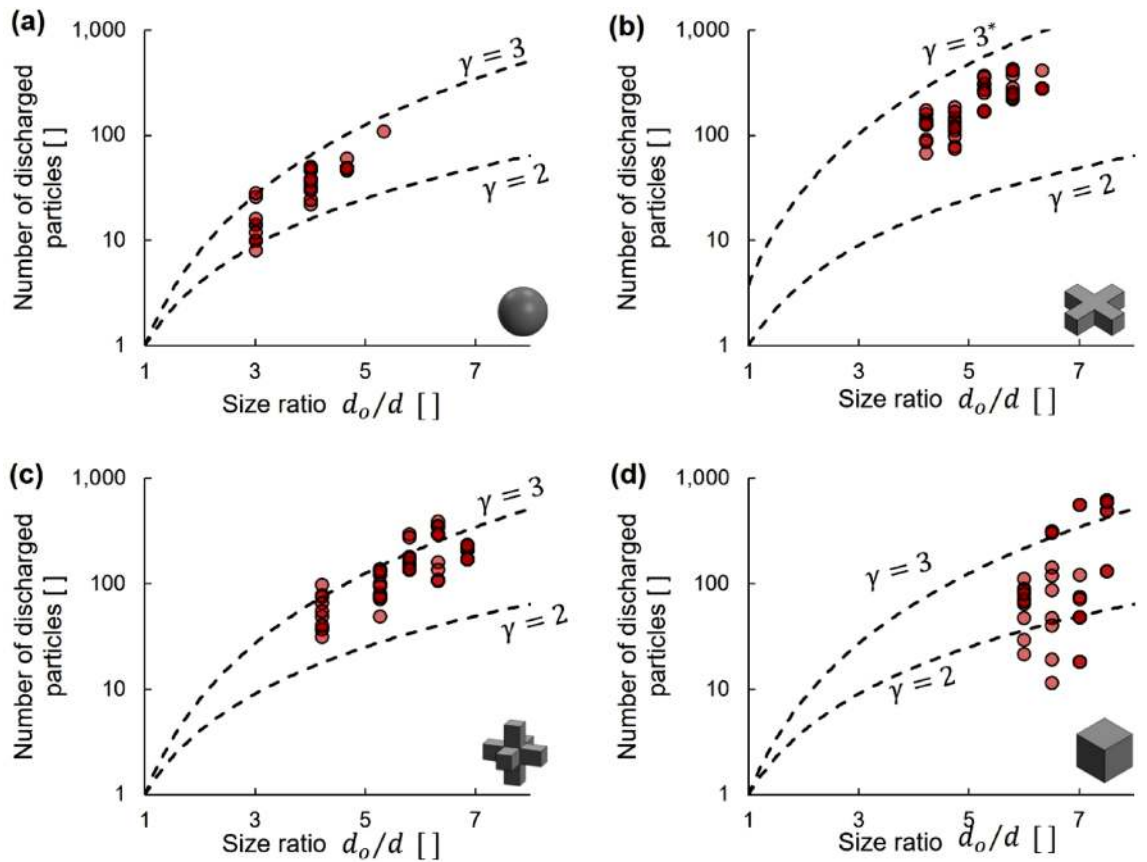 (a)
Number of discharged
particles [ ]
1,000
100
10
1
γ = 3
γ = 2
1 3 5 7
Size ratio d_o/d [ ]
(b)
Number of discharged
particles [ ]
1,000
100
10
1
γ = 3*
γ = 2
1 3 5 7
Size ratio d_o/d [ ]
(c)
Number of discharged
particles [ ]
1,000
100
10
1
γ = 3
γ = 2
1 3 5 7
Size ratio d_o/d [ ]
(d)
Number of discharged
particles [ ]
1,000
100
10
1
γ = 3
γ = 2
1 3 5 7
Size ratio d_o/d [ ]